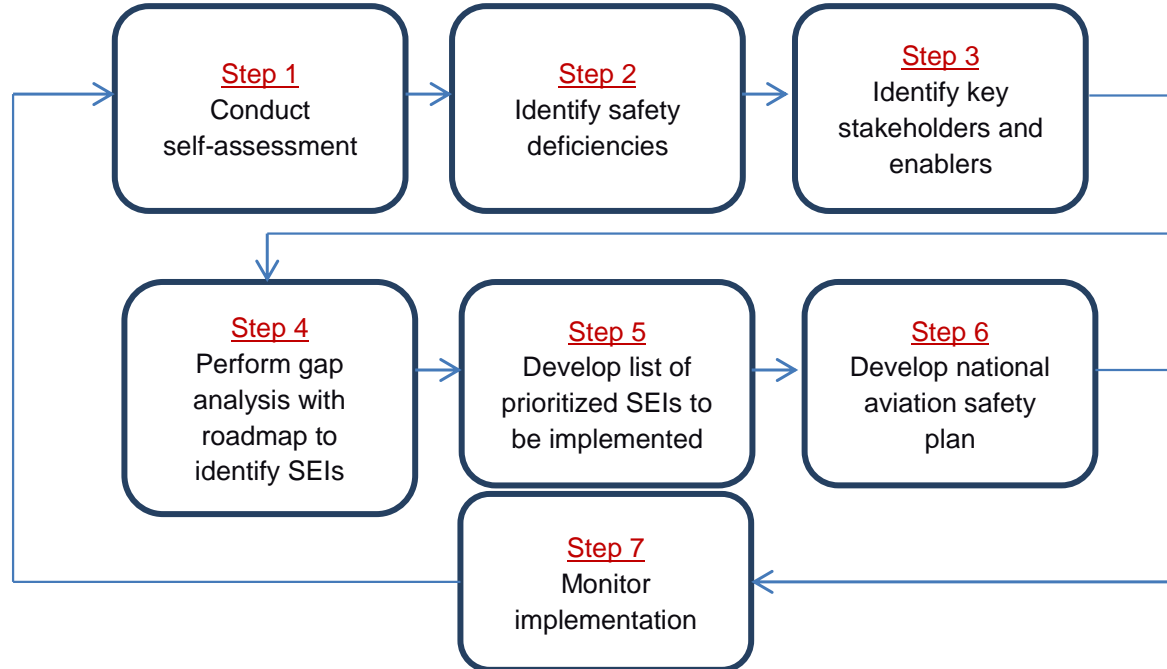 Step 1
Conduct
self-assessment
Step 2
Identify safety
deficiencies
Step 3
Identify key
stakeholders and
enablers
Step 4
Perform gap
analysis with
roadmap to
identify SEIs
Step 5
Develop list of
prioritized SEIs to
be implemented
Step 6
Develop national
aviation safety
plan
Step 7
Monitor
implementation